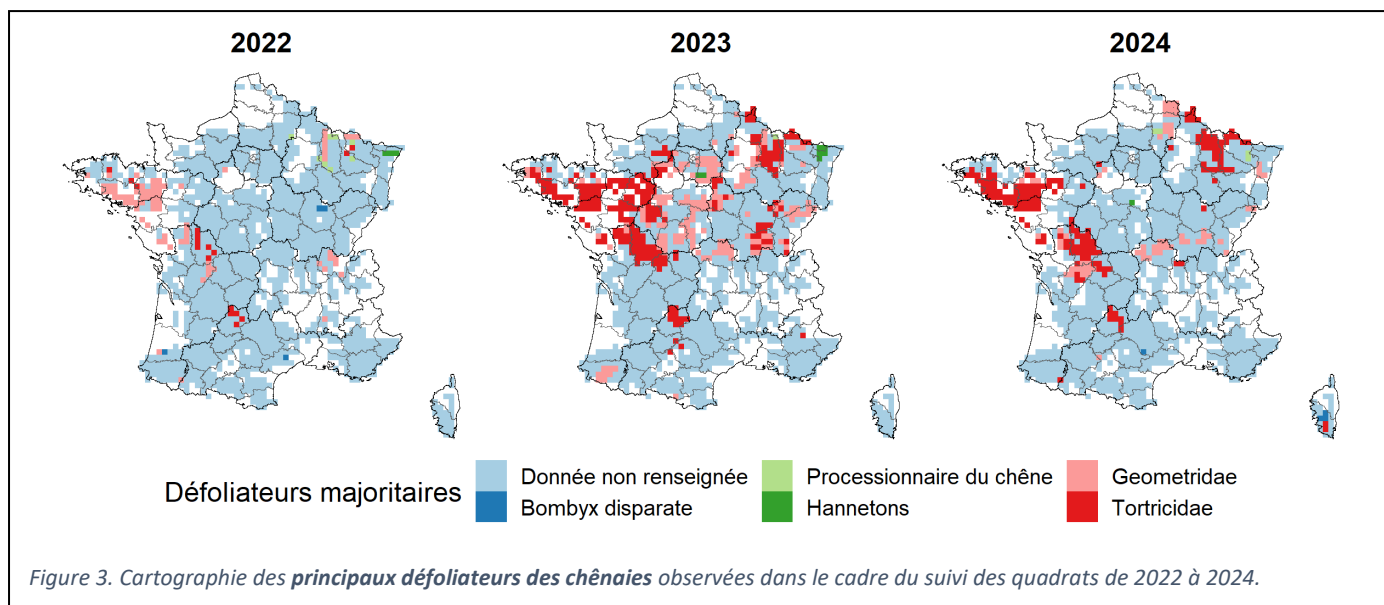 2022 2023 2024
Défoliateurs majoritaires
Donnée non renseignée Processionnaire du chêne Geometridae
Bombyx disparate Hannetons Tortricidae
Figure 3. Cartographie des principaux défoliateurs des chênaies observées dans le cadre du suivi des quadrats de 2022 à 2024.